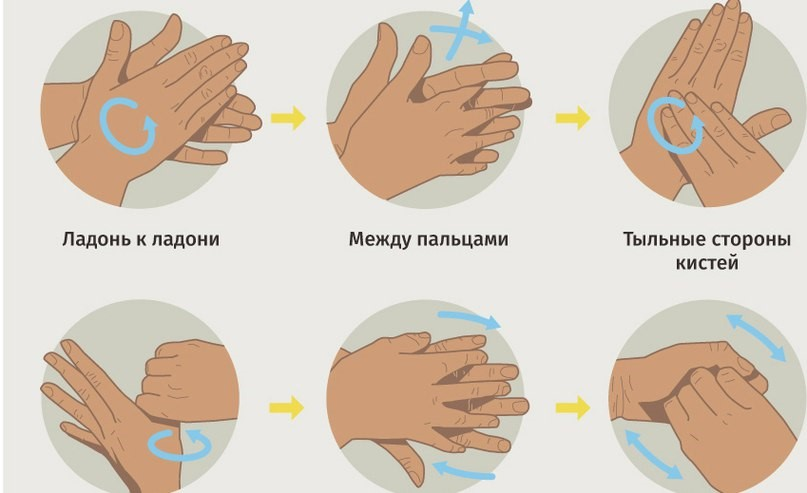 Ладонь к ладони
Между пальцами
Тыльные стороны
кистей